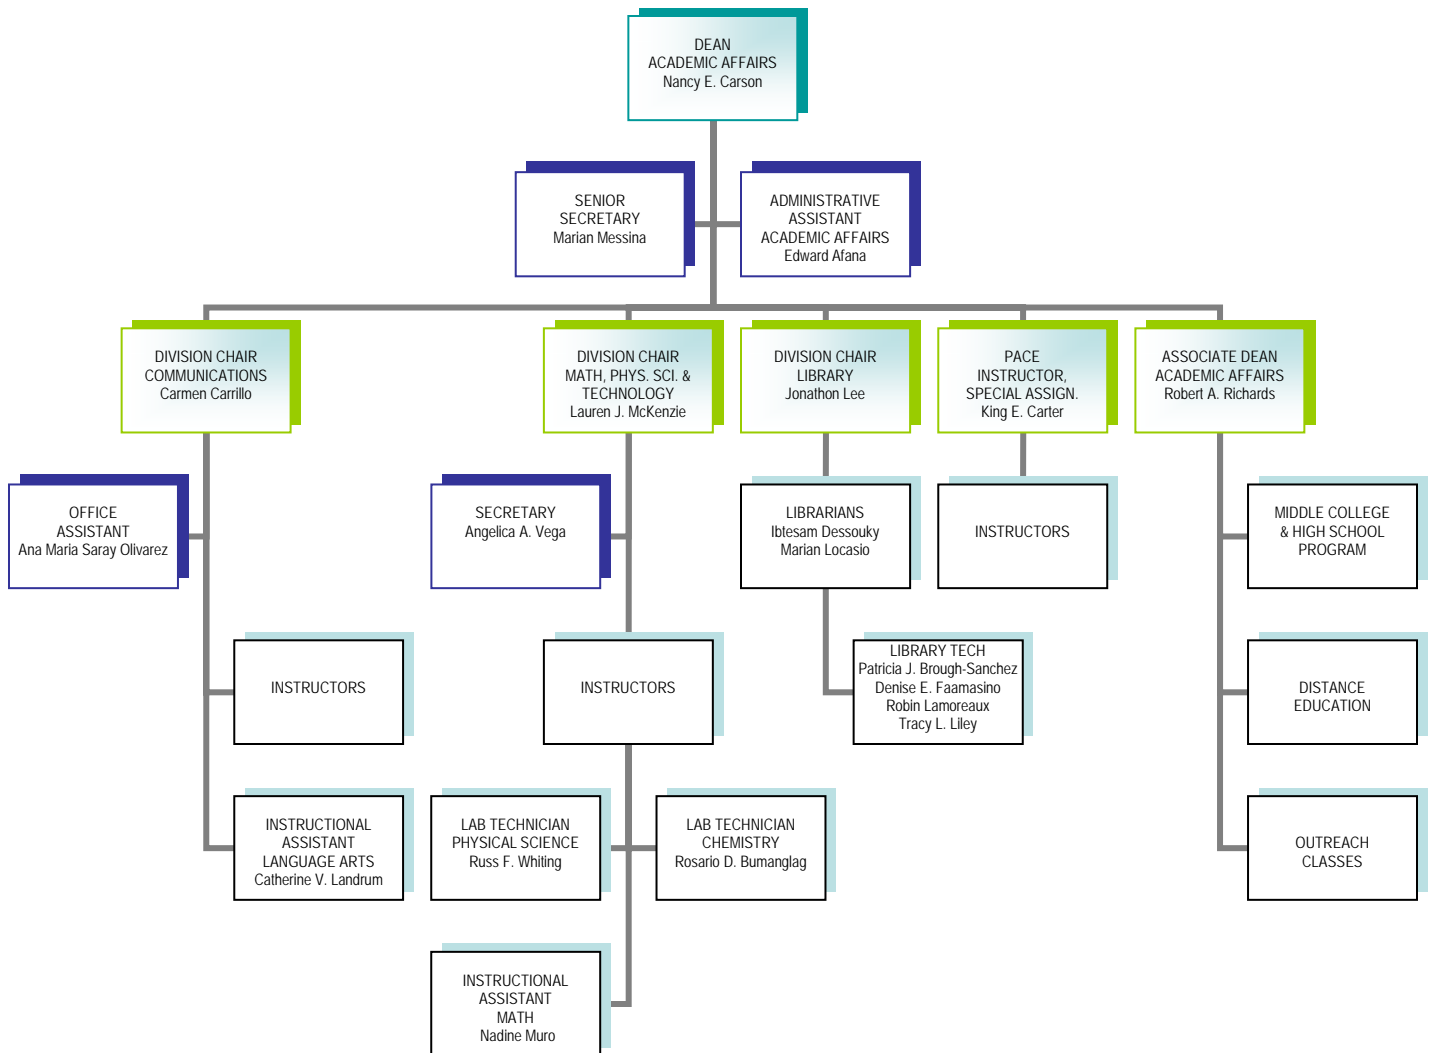 DEAN
ACADEMIC AFFAIRS
Nancy E. Carson
SENIOR
SECRETARY
Marian Messina
ADMINISTRATIVE
ASSISTANT
ACADEMIC AFFAIRS
Edward Afana
DIVISION CHAIR
COMMUNICATIONS
Carmen Carrillo
DIVISION CHAIR
MATH, PHYS. SCI. &
TECHNOLOGY
Lauren J. McKenzie
DIVISION CHAIR
LIBRARY
Jonathon Lee
PACE
INSTRUCTOR,
SPECIAL ASSIGN.
King E. Carter
ASSOCIATE DEAN
ACADEMIC AFFAIRS
Robert A. Richards
OFFICE
ASSISTANT
Ana Maria Saray Olivarez
SECRETARY
Angelica A. Vega
LIBRARIANS
Ibtesam Dessouky
Marian Locasio
INSTRUCTORS
MIDDLE COLLEGE
& HIGH SCHOOL
PROGRAM
INSTRUCTORS
INSTRUCTORS
LIBRARY TECH
Patricia J. Brough-Sanchez
Denise E. Faamasino
Robin Lamoreaux
Tracy L. Liley
DISTANCE
EDUCATION
INSTRUCTIONAL
ASSISTANT
LANGUAGE ARTS
Catherine V. Landrum
LAB TECHNICIAN
PHYSICAL SCIENCE
Russ F. Whiting
LAB TECHNICIAN
CHEMISTRY
Rosario D. Bumanglag
OUTREACH
CLASSES
INSTRUCTIONAL
ASSISTANT
MATH
Nadine Muro